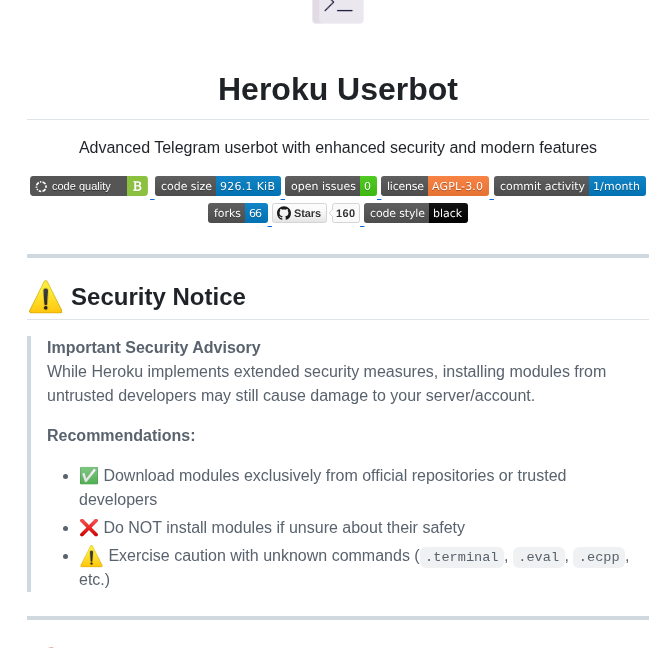 >_
Heroku Userbot
Advanced Telegram userbot with enhanced security and modern features
code quality B code size 926.1 KiB open issues 0 license AGPL-3.0 commit activity 1/month
forks 66 Stars 160 code style black
⚠️ Security Notice
Important Security Advisory
While Heroku implements extended security measures, installing modules from
untrusted developers may still cause damage to your server/account.
Recommendations:
• ✅ Download modules exclusively from official repositories or trusted
developers
• ❌ Do NOT install modules if unsure about their safety
• ⚠️ Exercise caution with unknown commands ( .terminal , .eval , .ecpp ,
etc.)